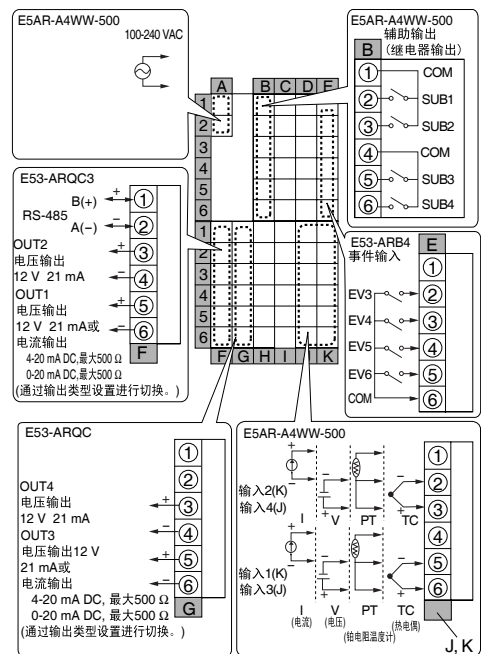 E5AR-A4WW-500
100-240 VAC
E5AR-A4WW-500
辅助输出
(继电器输出)
B
① COM
② SUB1
③ SUB2
④ COM
⑤ SUB3
⑥ SUB4
A B C D E
1
2
3
4
5
6
1
2
3
4
5
6
F G H I J K
E53-ARQC3
RS-485
B(+) + ①
A(−) − ②
OUT2
电压输出
12 V 21 mA
+ ③
− ④
OUT1
电压输出
12 V 21 mA或
电流输出
+ ⑤
− ⑥
4-20 mA DC,最大500 Ω
0-20 mA DC,最大500 Ω
(通过输出类型设置进行切换。)
F
E53-ARB4
事件输入
E
①
EV3 ②
EV4 ③
EV5 ④
EV6 ⑤
COM ⑥
E53-ARQC
①
②
OUT4
电压输出
12 V 21 mA
+ ③
− ④
OUT3
电压输出12 V
21 mA或
电流输出
+ ⑤
− ⑥
4-20 mA DC, 最大500 Ω
0-20 mA DC, 最大500 Ω
(通过输出类型设置进行切换。)
G
E5AR-A4WW-500
①
②
③
④
⑤
⑥
输入2(K)
输入4(J)
+ − − +
I V PT TC
输入1(K)
输入3(J)
+ − − +
I V PT TC
(电流) (电压) (铂电阻温度计) (热电偶)
J, K